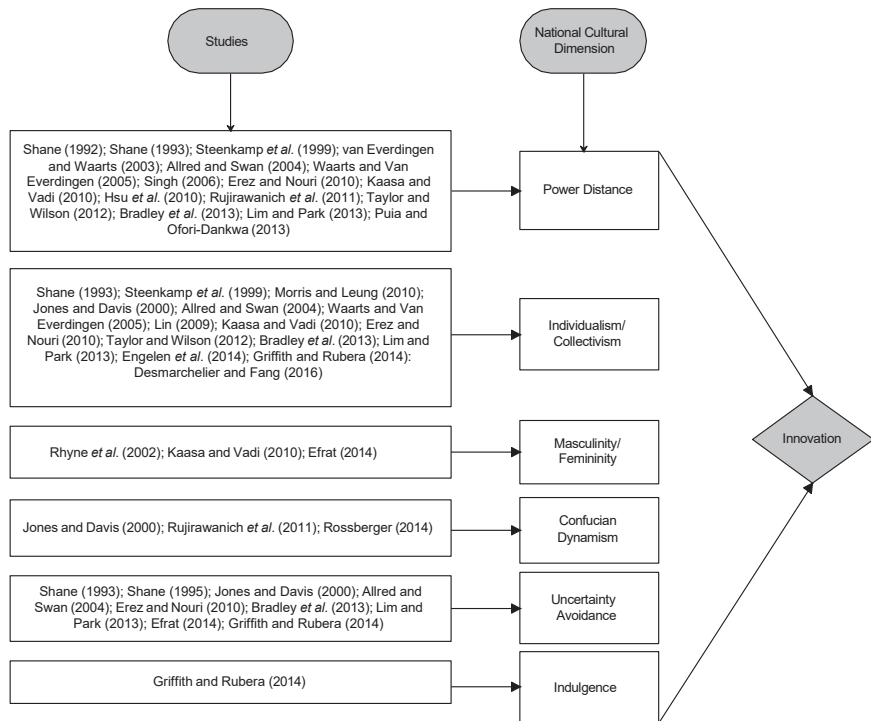 Studies
National Cultural
Dimension
Shane (1992); Shane (1993); Steenkamp et al. (1999); van Everdingen
and Waarts (2003); Allred and Swan (2004); Waarts and Van
Everdingen (2005); Singh (2006); Erez and Nouri (2010); Kaasa and
Vadi (2010); Hsu et al. (2010); Rujirawanich et al. (2011); Taylor and
Wilson (2012); Bradley et al. (2013); Lim and Park (2013); Puia and
Ofori-Dankwa (2013)
Power Distance
Shane (1993); Steenkamp et al. (1999); Morris and Leung (2010);
Jones and Davis (2000); Allred and Swan (2004); Waarts and Van
Everdingen (2005); Lin (2009); Kaasa and Vadi (2010); Erez and
Nouri (2010); Taylor and Wilson (2012); Bradley et al. (2013); Lim and
Park (2013); Engelen et al. (2014); Griffith and Rubera (2014):
Desmarchelier and Fang (2016)
Individualism/
Collectivism
Rhyne et al. (2002); Kaasa and Vadi (2010); Efrat (2014)
Masculinity/
Femininity
Innovation
Jones and Davis (2000); Rujirawanich et al. (2011); Rossberger (2014)
Confucian
Dynamism
Shane (1993); Shane (1995); Jones and Davis (2000); Allred and
Swan (2004); Erez and Nouri (2010); Bradley et al. (2013); Lim and
Park (2013); Efrat (2014); Griffith and Rubera (2014)
Uncertainty
Avoidance
Griffith and Rubera (2014)
Indulgence